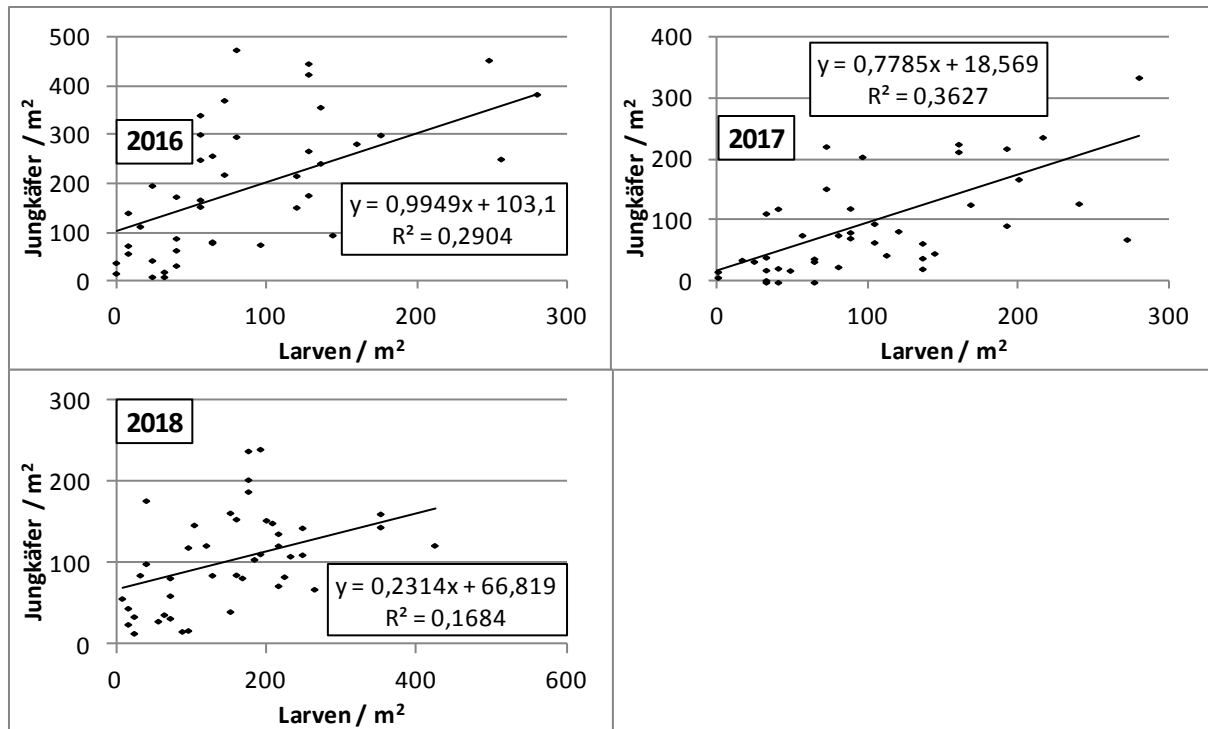 500
400
300
200
100
0
Jungkäfer / m²
2016
y = 0,9949x + 103,1
R² = 0,2904
0 100 200 300
Larven / m²
400
300
200
100
0
Jungkäfer / m²
2017
y = 0,7785x + 18,569
R² = 0,3627
0 100 200 300
Larven / m²
300
200
100
0
Jungkäfer / m²
2018
y = 0,2314x + 66,819
R² = 0,1684
0 200 400 600
Larven / m²